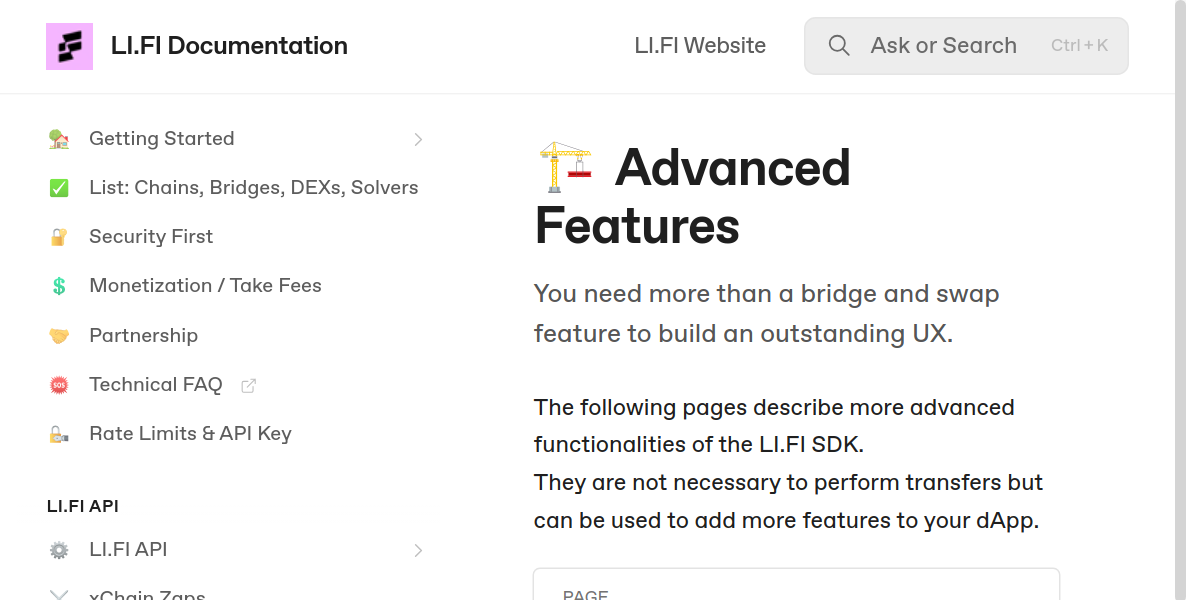 LI.FI Documentation
LI.FI Website
Ask or Search
Ctrl + K
Getting Started
List: Chains, Bridges, DEXs, Solvers
Security First
Monetization / Take Fees
Partnership
Technical FAQ
Rate Limits & API Key
LI.FI API
LI.FI API
xChain Zaps
Advanced
Features
You need more than a bridge and swap
feature to build an outstanding UX.
The following pages describe more advanced
functionalities of the LI.FI SDK.
They are not necessary to perform transfers but
can be used to add more features to your dApp.
PAGE